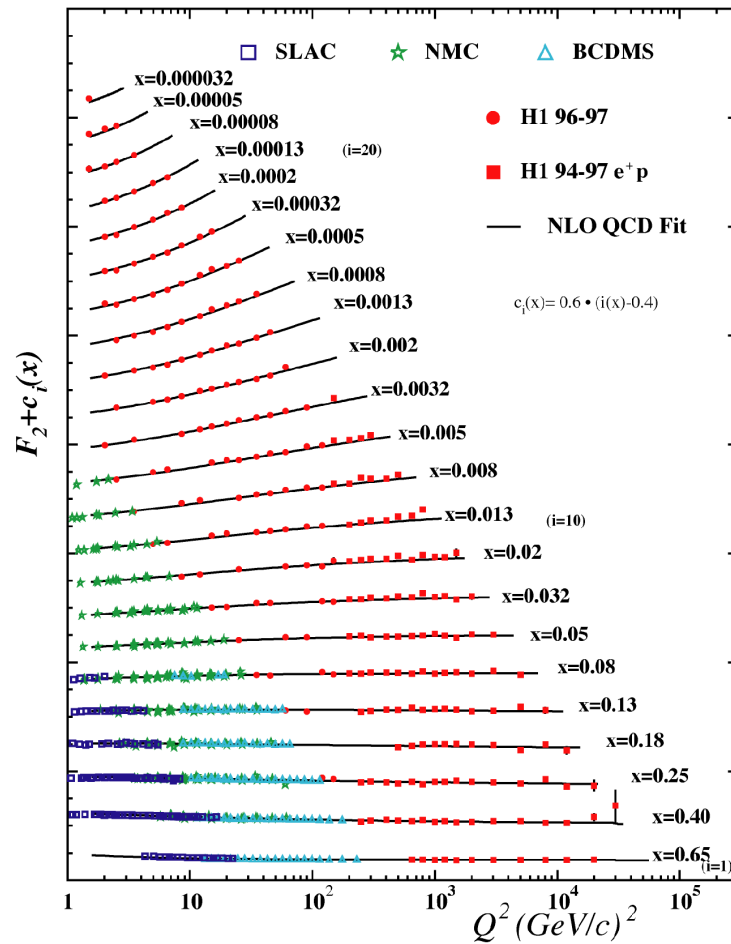 SLAC NMC BCDMS
x=0.000032
x=0.00005
x=0.00008
x=0.00013 (i=20)
x=0.0002
x=0.00032
x=0.0005
x=0.0008
x=0.0013
x=0.002
x=0.0032
x=0.005
x=0.008
x=0.013 (i=10)
x=0.02
x=0.032
x=0.05
x=0.08
x=0.13
x=0.18
x=0.25
x=0.40
x=0.65 (i=1)
H1 96-97
H1 94-97 e⁺p
NLO QCD Fit
cᵢ(x)= 0.6 • (i(x)-0.4)
F₂+cᵢ(x)
1 10 10² 10³ 10⁴ 10⁵
Q² (GeV/c)²